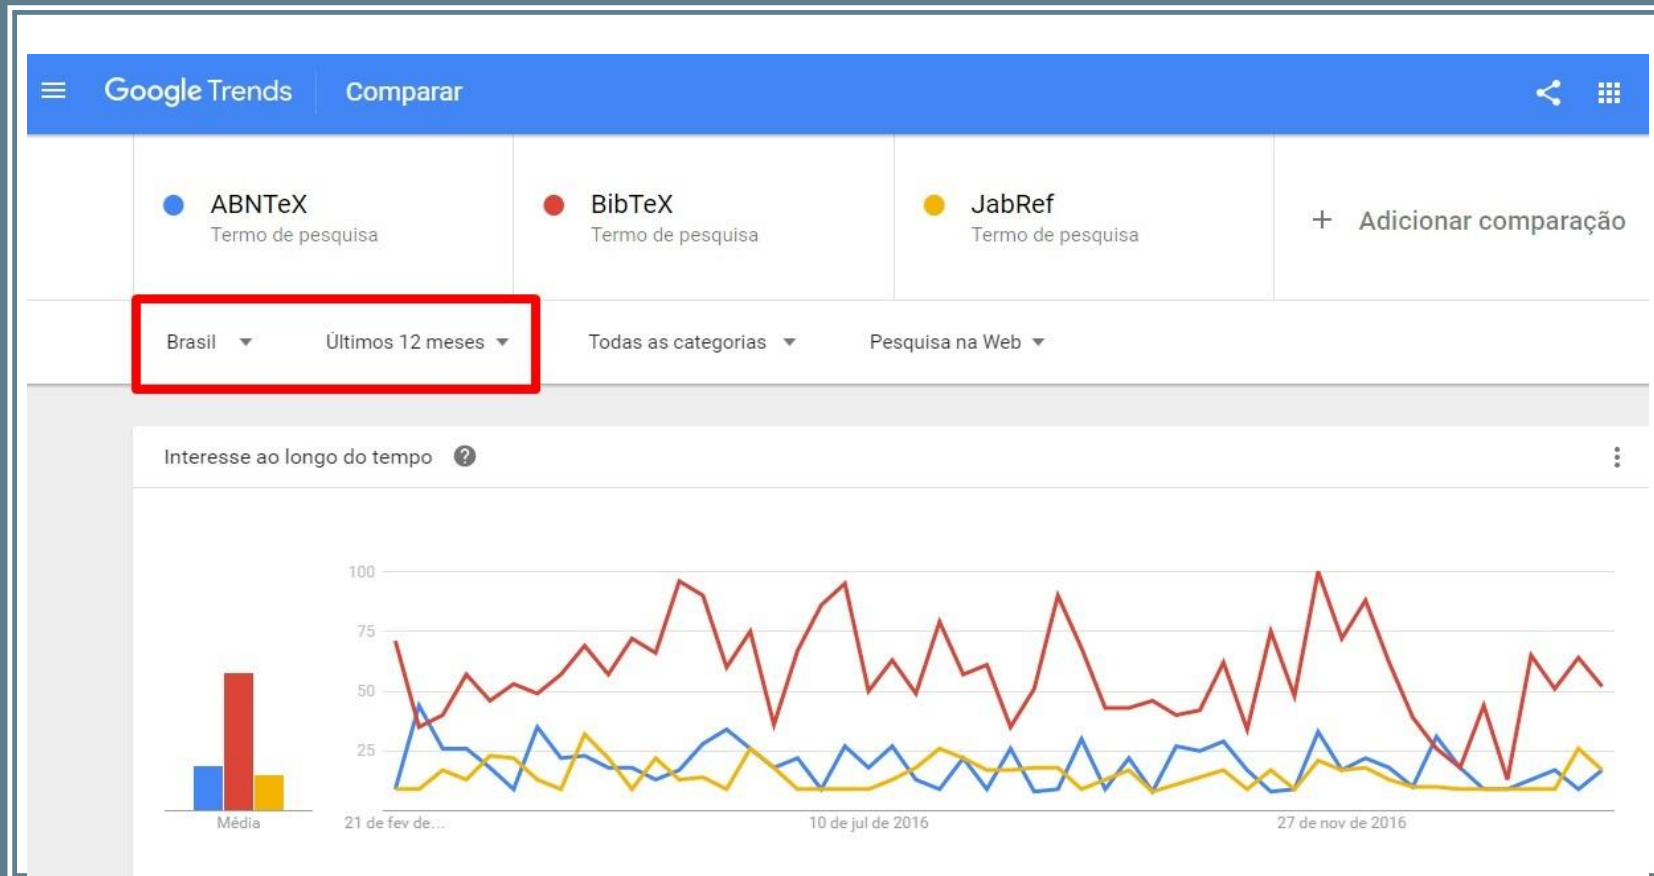 Google Trends Comparar
ABNTeX
Termo de pesquisa
BibTeX
Termo de pesquisa
JabRef
Termo de pesquisa
+ Adicionar comparação
Brasil Últimos 12 meses Todas as categorias Pesquisa na Web
Interesse ao longo do tempo ?
100
75
50
25
Média
21 de fev de...
10 de jul de 2016
27 de nov de 2016